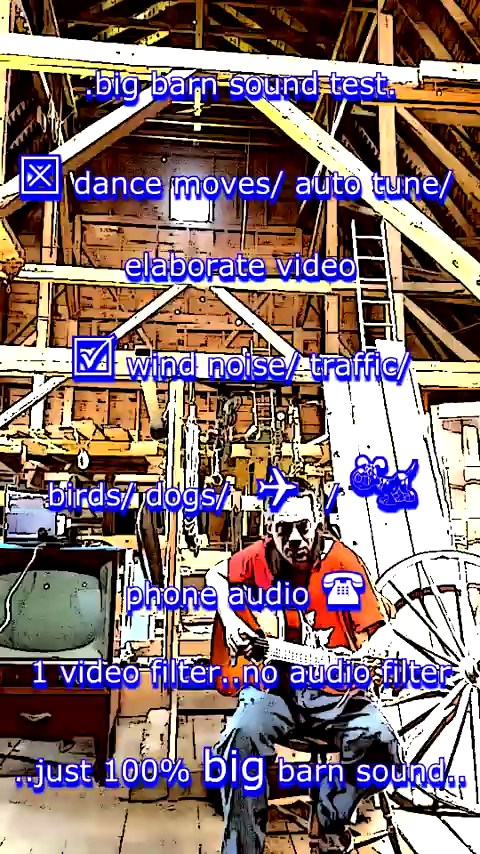 .big barn sound test.
☒ dance moves/ auto tune/
elaborate video
☑ wind noise/ traffic/
birds/ dogs/ ✈ /
phone audio ☎
1 video filter..no audio filter
..just 100% big barn sound..